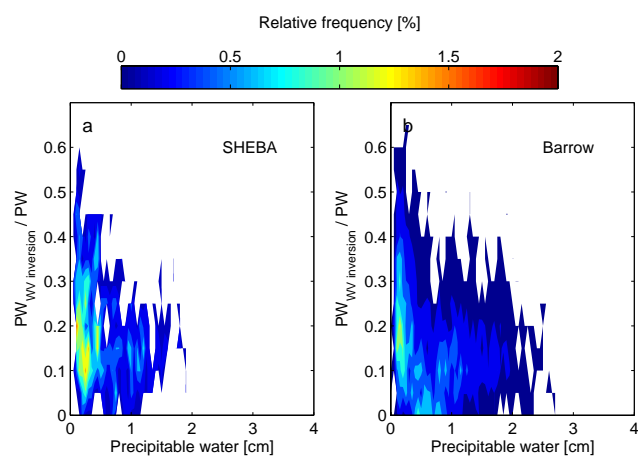 Relative frequency [%]
0 0.5 1 1.5 2
a
SHEBA
b
Barrow
0.6
0.5
0.4
0.3
0.2
0.1
0
PW_WV inversion / PW
0 1 2 3 4
Precipitable water [cm]
0.6
0.5
0.4
0.3
0.2
0.1
0
PW_WV inversion / PW
0 1 2 3 4
Precipitable water [cm]